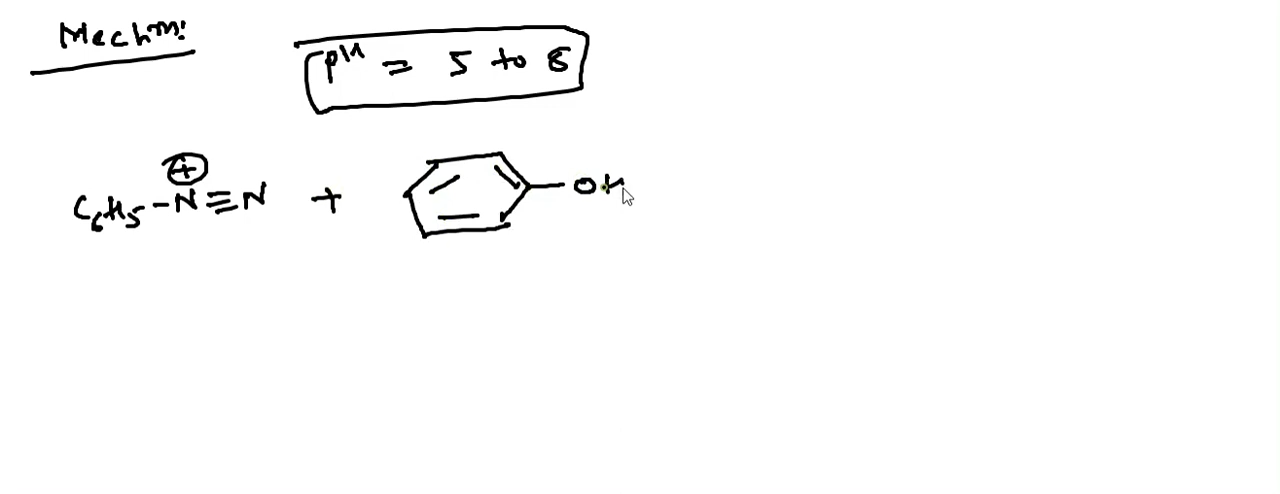 Mechm:
pH = 5 to 8
C6H5-N≡N + OH